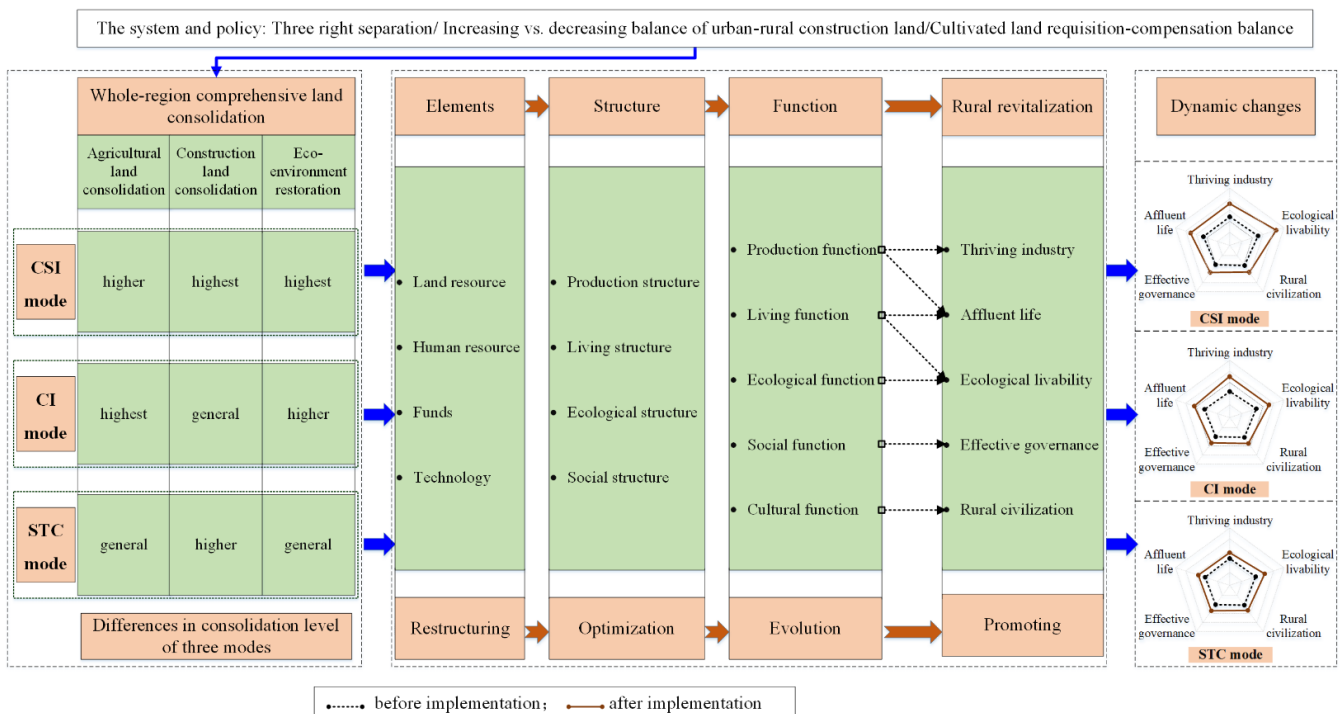 The system and policy: Three right separation/ Increasing vs. decreasing balance of urban-rural construction land/Cultivated land requisition-compensation balance
Whole-region comprehensive land
consolidation
Agricultural
land
consolidation
Construction
land
consolidation
Eco-
environment
restoration
CSI
mode
higher
highest
highest
CI
mode
highest
general
higher
STC
mode
general
higher
general
Differences in consolidation level
of three modes
Elements
Structure
Function
Rural revitalization
Land resource
Human resource
Funds
Technology
Production structure
Living structure
Ecological structure
Social structure
Production function
Living function
Ecological function
Social function
Cultural function
Thriving industry
Affluent life
Ecological livability
Effective governance
Rural civilization
Restructuring
Optimization
Evolution
Promoting
Dynamic changes
Thriving industry
Affluent
life
Ecological
livability
Effective
governance
Rural
civilization
CSI mode
Thriving industry
Affluent
life
Ecological
livability
Effective
governance
Rural
civilization
CI mode
Thriving industry
Affluent
life
Ecological
livability
Effective
governance
Rural
civilization
STC mode
before implementation;
after implementation